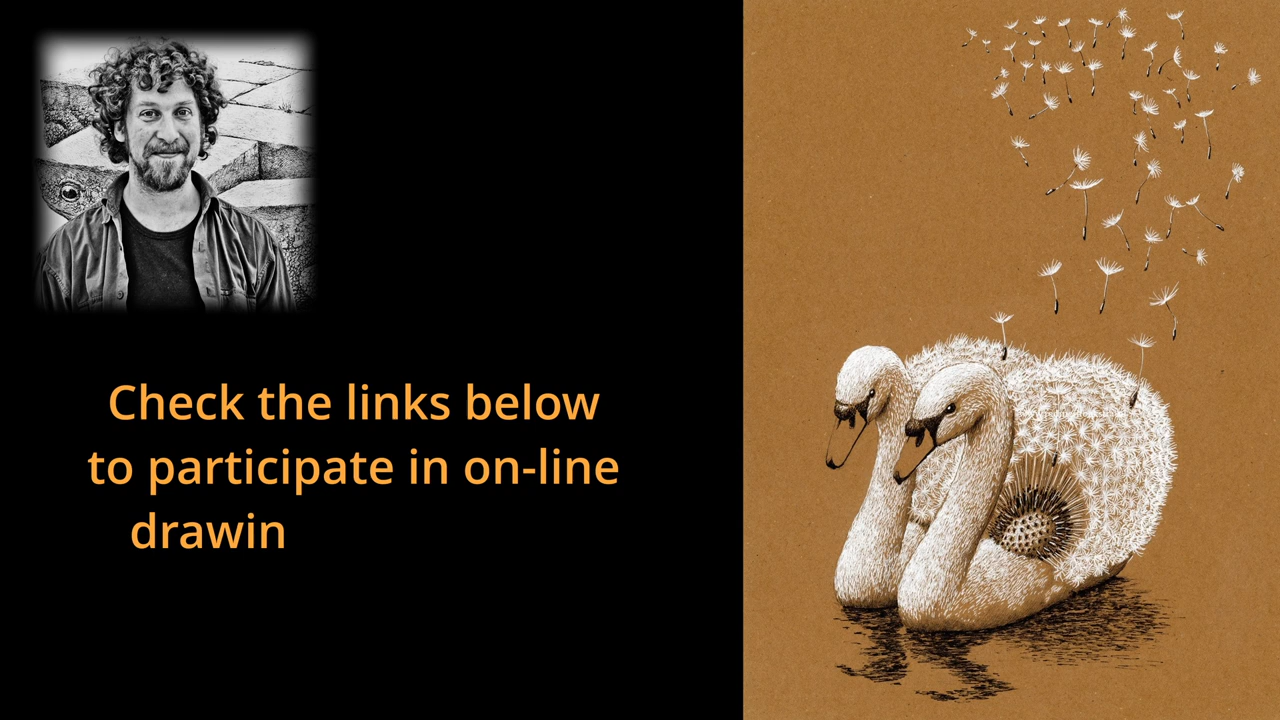 Check the links below
to participate in on-line
drawin